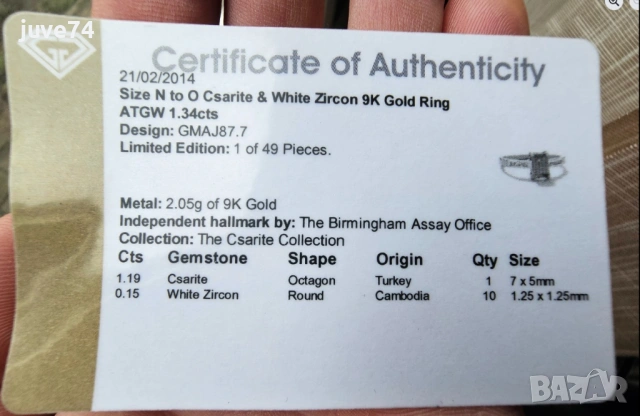 juve74
Certificate of Authenticity
21/02/2014
Size N to O Csarite & White Zircon 9K Gold Ring
ATGW 1.34cts
Design: GMAJ87.7
Limited Edition: 1 of 49 Pieces.
Metal: 2.05g of 9K Gold
Independent hallmark by: The Birmingham Assay Office
Collection: The Csarite Collection
Cts Gemstone Shape Origin Qty Size
1.19 Csarite Octagon Turkey 1 7 x 5mm
0.15 White Zircon Round Cambodia 10 1.25 x 1.25mm
BAZAR